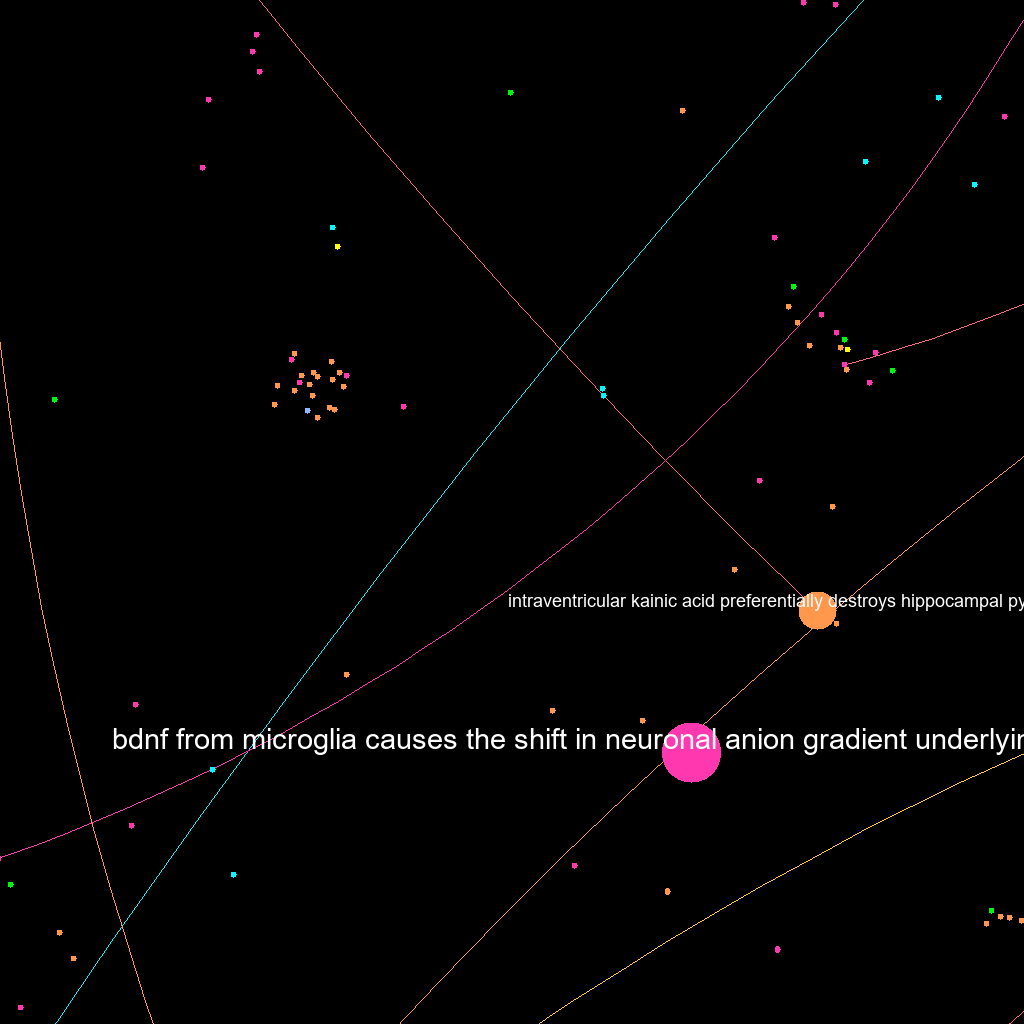 intraventricular kainic acid preferentially destroys hippocampal py
bdnf from microglia causes the shift in neuronal anion gradient underlyin